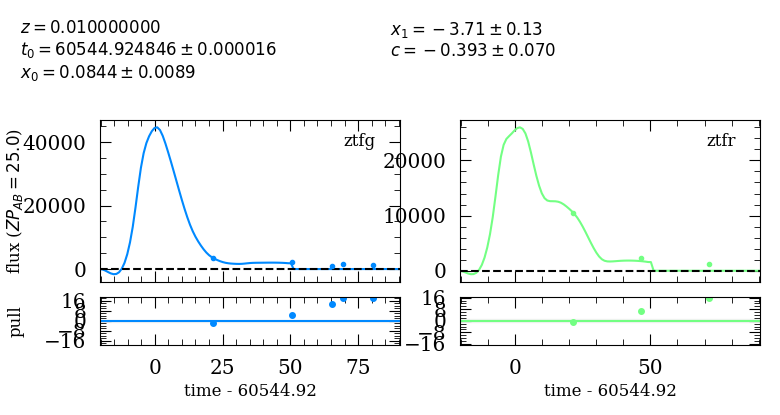 z = 0.010000000
t₀ = 60544.924846 ± 0.000016
x₀ = 0.0844 ± 0.0089
x₁ = −3.71 ± 0.13
c = −0.393 ± 0.070
flux (ZP_AB = 25.0)
40000
20000
0
ztfg
20000
10000
0
ztfr
pull
16
8
0
−8
−16
0
25
50
75
time - 60544.92
16
8
0
−8
−16
0
50
time - 60544.92